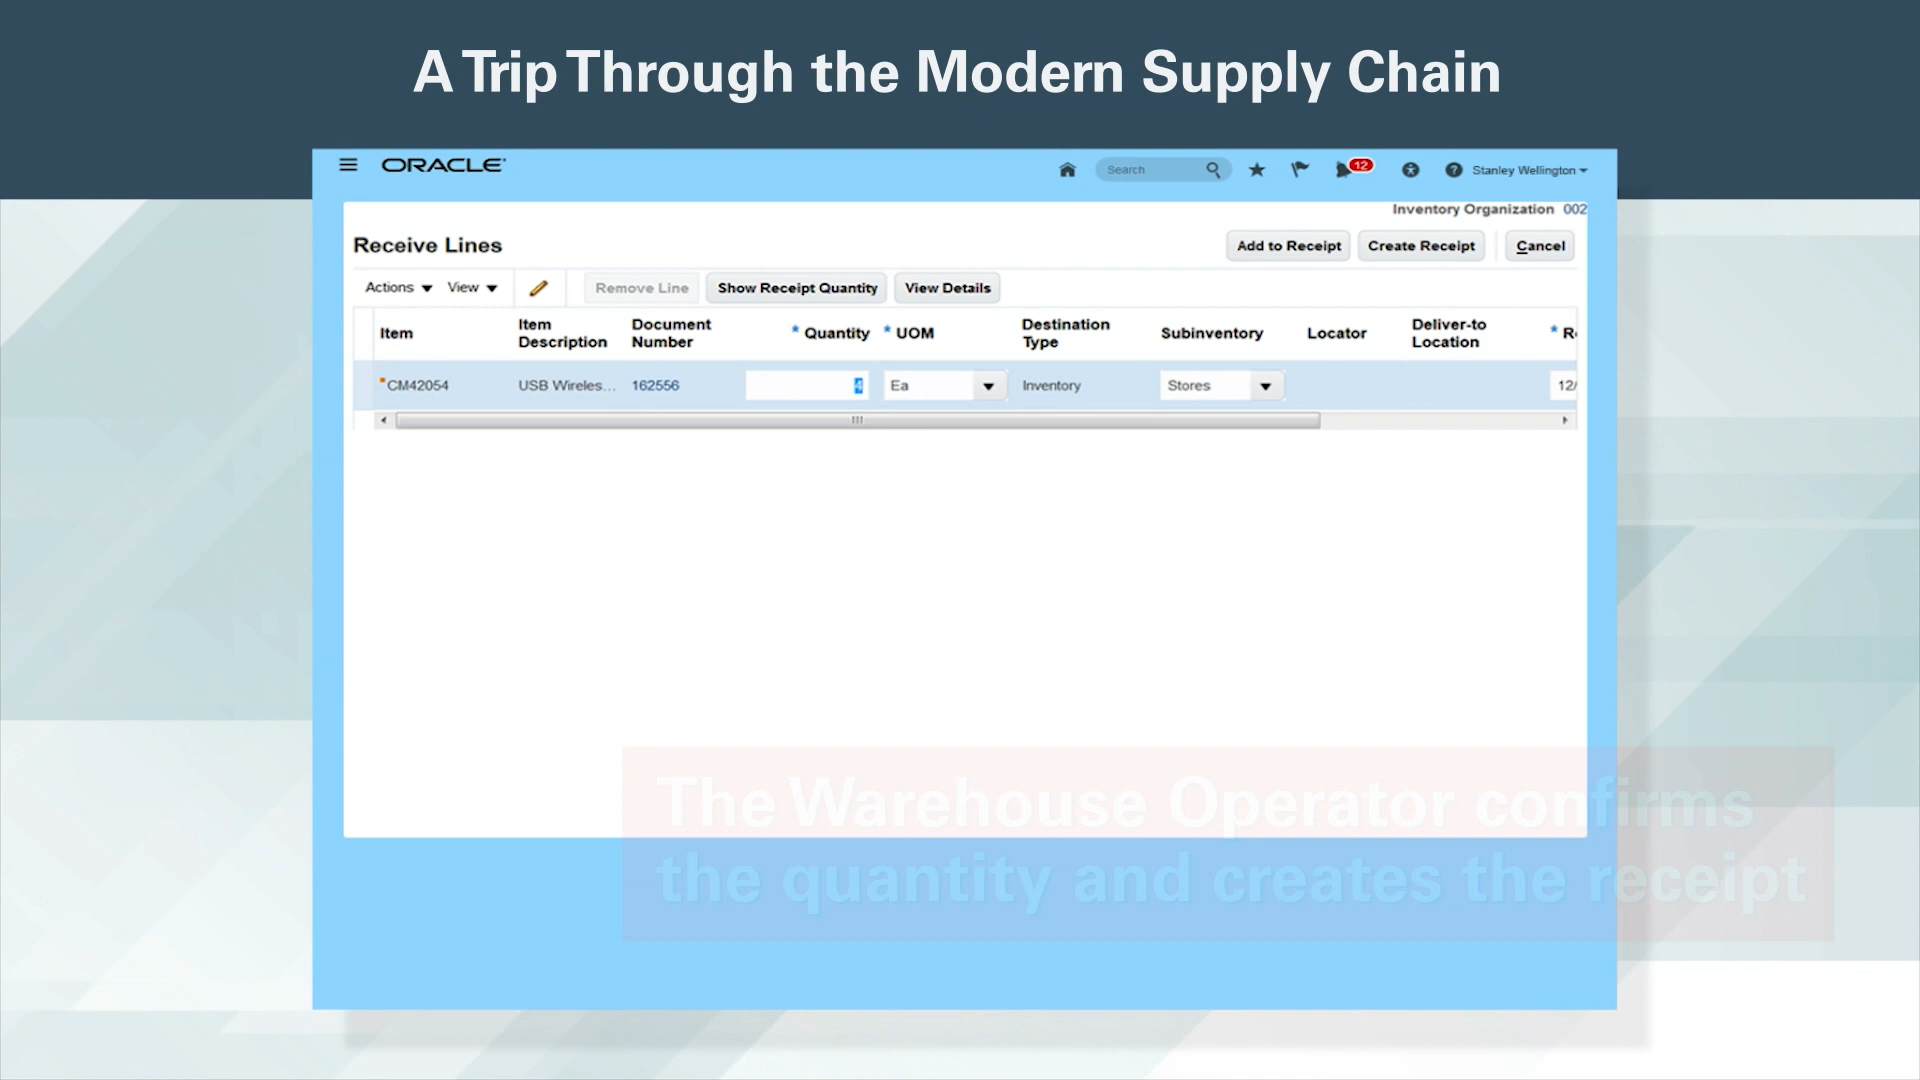 A Trip Through the Modern Supply Chain
ORACLE
Search
12
Stanley Wellington
Inventory Organization 002
Receive Lines
Add to Receipt
Create Receipt
Cancel
Actions
View
Remove Line
Show Receipt Quantity
View Details
Item
Item Description
Document Number
* Quantity
* UOM
Destination Type
Subinventory
Locator
Deliver-to Location
*
CM42054
USB Wireles...
162556
4
Ea
Inventory
Stores
12/
The Warehouse Operator confirms
the quantity and creates the receipt